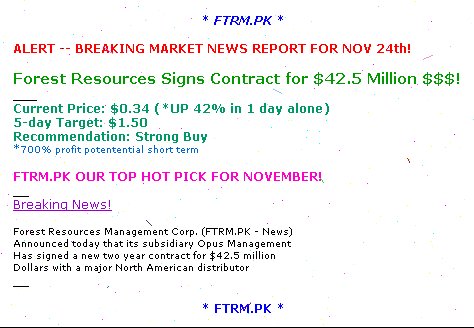 * FTRM.PK *
ALERT -- BREAKING MARKET NEWS REPORT FOR NOV 24th!
Forest Resources Signs Contract for $42.5 Million $$$!
Current Price: $0.34 (*UP 42% in 1 day alone)
5-day Target: $1.50
Recommendation: Strong Buy
*700% profit potentential short term
FTRM.PK OUR TOP HOT PICK FOR NOVEMBER!
Breaking News!
Forest Resources Management Corp. (FTRM.PK - News)
Announced today that its subsidiary Opus Management
Has signed a new two year contract for $42.5 million
Dollars with a major North American distributor
* FTRM.PK *